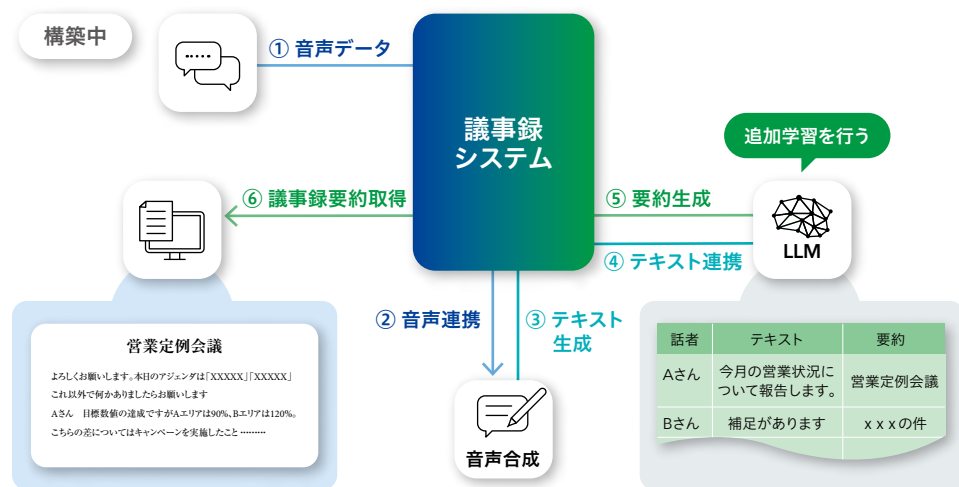 構築中
① 音声データ
議事録
システム
追加学習を行う
⑥ 議事録要約取得
⑤ 要約生成
LLM
④ テキスト連携
② 音声連携
③ テキスト
生成
音声合成
営業定例会議
よろしくお願いします。本日のアジェンダは「XXXXX」「XXXXX」
これ以外で何かありましたらお願いします
Aさん 目標数値の達成ですがAエリアは90%、Bエリアは120%。
こちらの差についてはキャンペーンを実施したこと………
話者 テキスト 要約
Aさん 今月の営業状況に
ついて報告します。 営業定例会議
Bさん 補足があります x x x の件